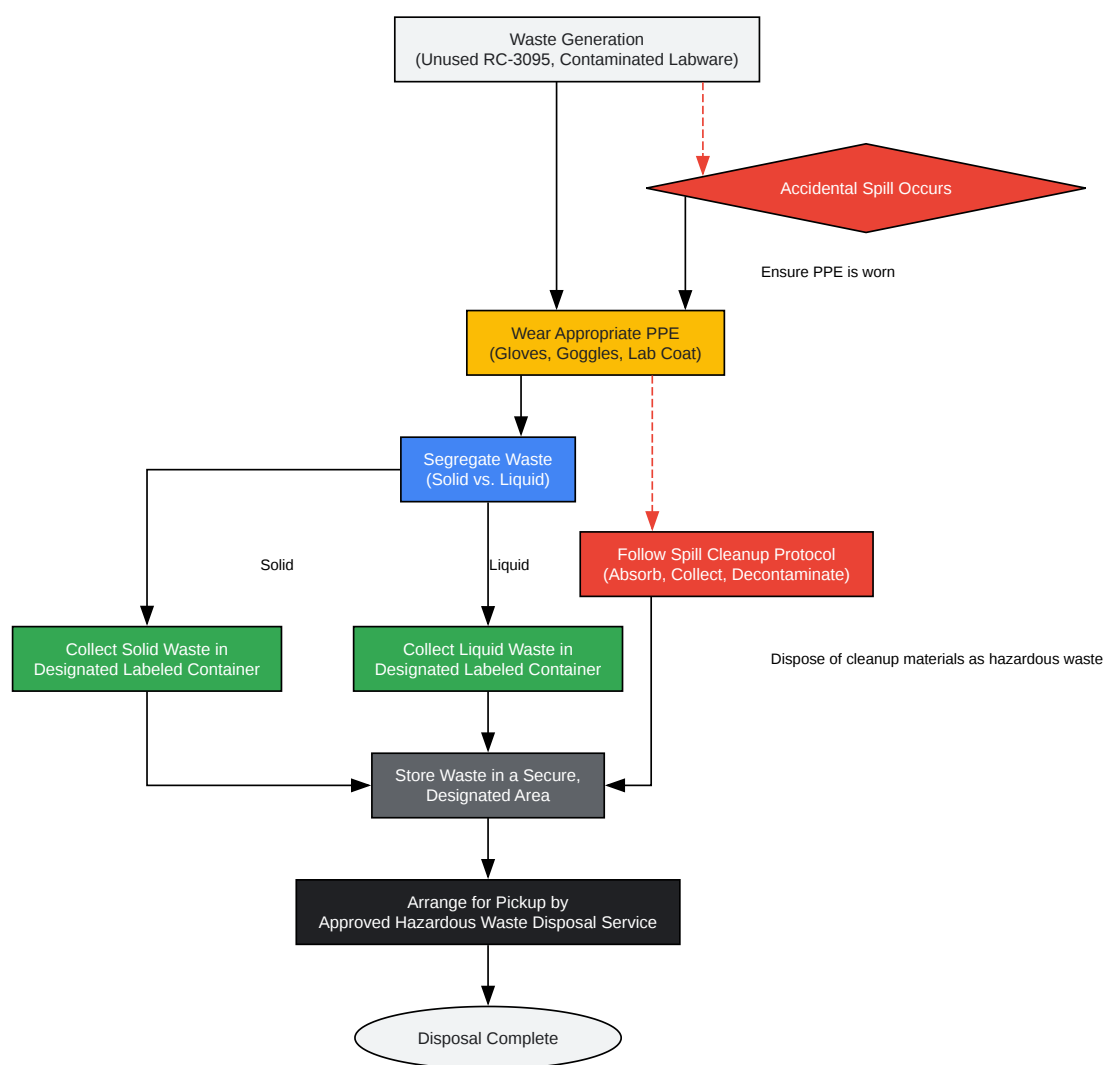 Waste Generation
(Unused RC-3095, Contaminated Labware)
Accidental Spill Occurs
Ensure PPE is worn
Wear Appropriate PPE
(Gloves, Goggles, Lab Coat)
Segregate Waste
(Solid vs. Liquid)
Solid
Liquid
Follow Spill Cleanup Protocol
(Absorb, Collect, Decontaminate)
Collect Solid Waste in
Designated Labeled Container
Collect Liquid Waste in
Designated Labeled Container
Dispose of cleanup materials as hazardous waste
Store Waste in a Secure,
Designated Area
Arrange for Pickup by
Approved Hazardous Waste Disposal Service
Disposal Complete